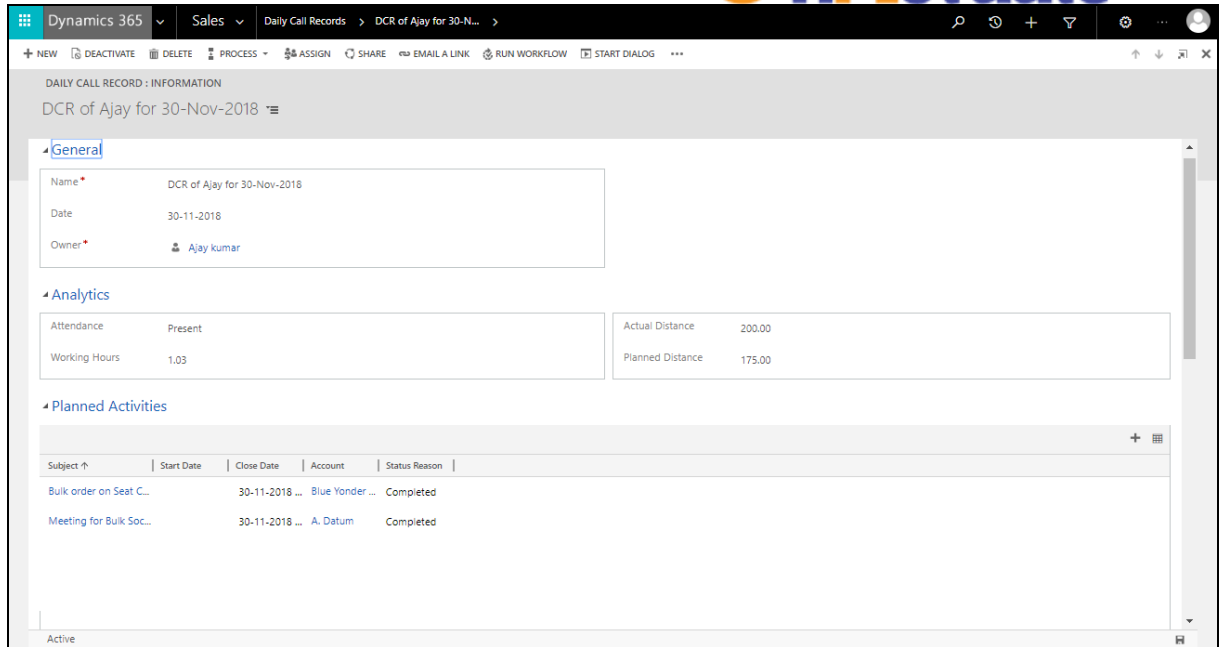 Dynamics 365 Sales Daily Call Records > DCR of Ajay for 30-N... >
+ NEW DEACTIVATE DELETE PROCESS ASSIGN SHARE EMAIL A LINK RUN WORKFLOW START DIALOG ...
DAILY CALL RECORD : INFORMATION
DCR of Ajay for 30-Nov-2018
General
Name* DCR of Ajay for 30-Nov-2018
Date 30-11-2018
Owner* Ajay kumar
Analytics
Attendance Present Actual Distance 200.00
Working Hours 1.03 Planned Distance 175.00
Planned Activities
Subject ↑ Start Date Close Date Account Status Reason
Bulk order on Seat C... 30-11-2018 ... Blue Yonder ... Completed
Meeting for Bulk Soc... 30-11-2018 ... A. Datum Completed
Active